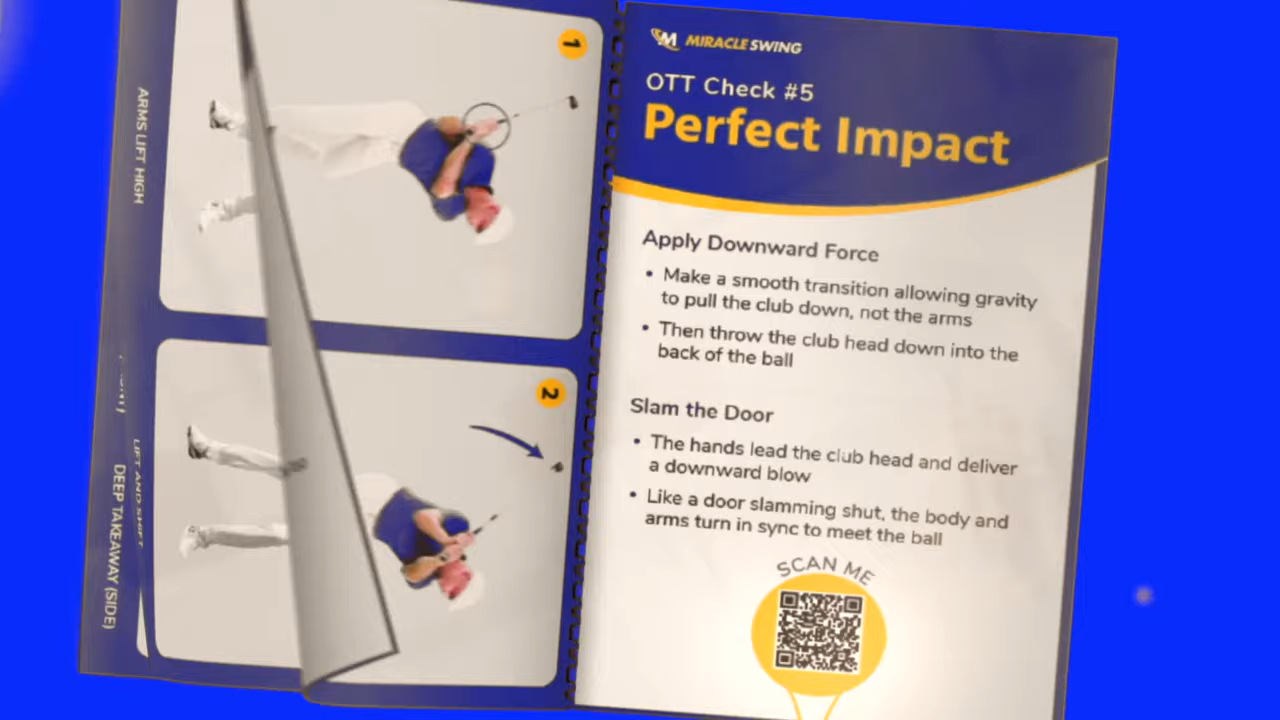 ARMS LIFT HIGH
LIFT AND SHIFT
DEEP TAKEAWAY (SIDE)
1
2
M MIRACLE SWING
OTT Check #5
Perfect Impact
Apply Downward Force
• Make a smooth transition allowing gravity
to pull the club down, not the arms
• Then throw the club head down into the
back of the ball
Slam the Door
• The hands lead the club head and deliver
a downward blow
• Like a door slamming shut, the body and
arms turn in sync to meet the ball
SCAN ME